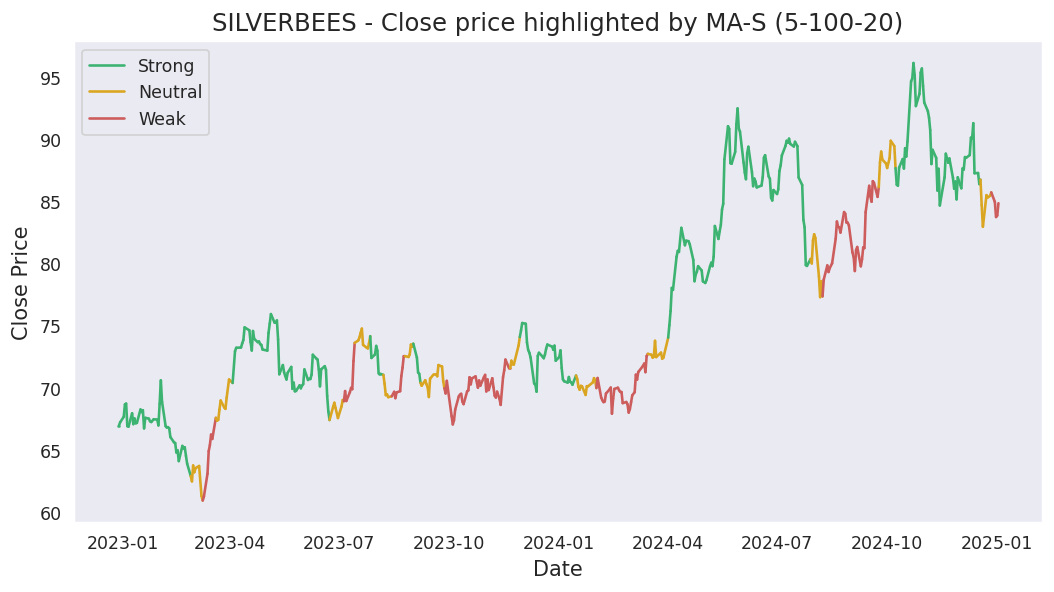 SILVERBEES - Close price highlighted by MA-S (5-100-20)
Strong
Neutral
Weak
Close Price
95
90
85
80
75
70
65
60
2023-01 2023-04 2023-07 2023-10 2024-01 2024-04 2024-07 2024-10 2025-01
Date